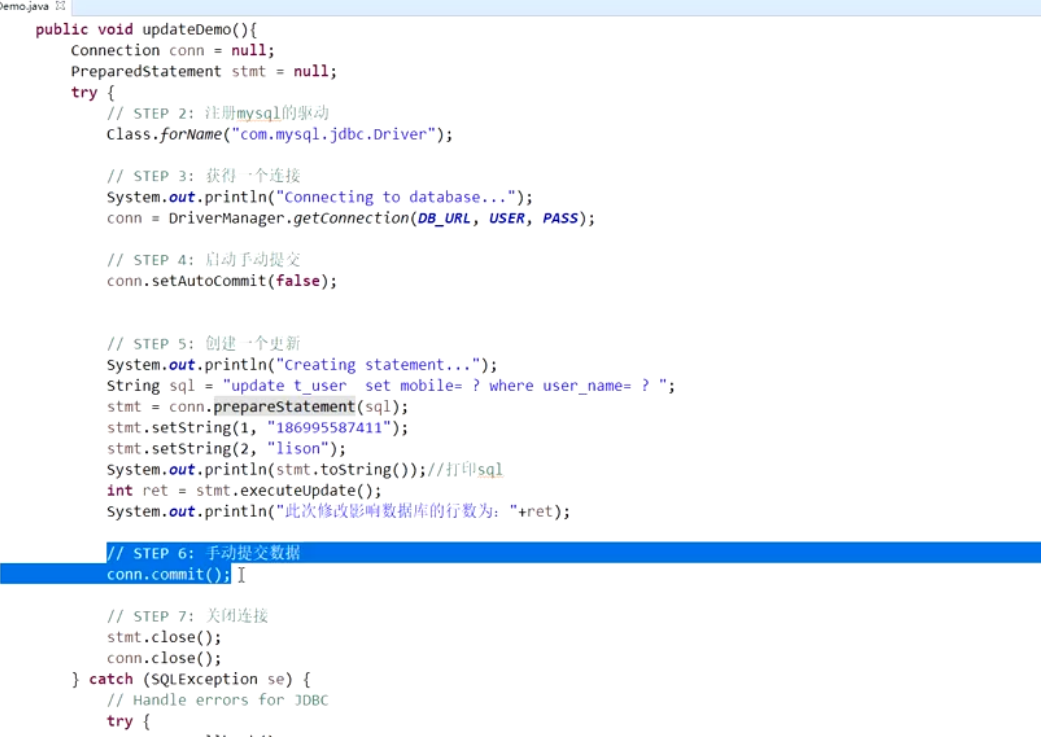 Demo.java
public void updateDemo(){
Connection conn = null;
PreparedStatement stmt = null;
try {
// STEP 2: 注册mysql的驱动
Class.forName("com.mysql.jdbc.Driver");
// STEP 3: 获得一个连接
System.out.println("Connecting to database...");
conn = DriverManager.getConnection(DB_URL, USER, PASS);
// STEP 4: 启动手动提交
conn.setAutoCommit(false);
// STEP 5: 创建一个更新
System.out.println("Creating statement...");
String sql = "update t_user  set mobile= ? where user_name= ? ";
stmt = conn.prepareStatement(sql);
stmt.setString(1, "186995587411");
stmt.setString(2, "lison");
System.out.println(stmt.toString());//打印sql
int ret = stmt.executeUpdate();
System.out.println("此次修改影响数据库的行数为："+ret);
// STEP 6: 手动提交数据
conn.commit();
// STEP 7: 关闭连接
stmt.close();
conn.close();
} catch (SQLException se) {
// Handle errors for JDBC
try {